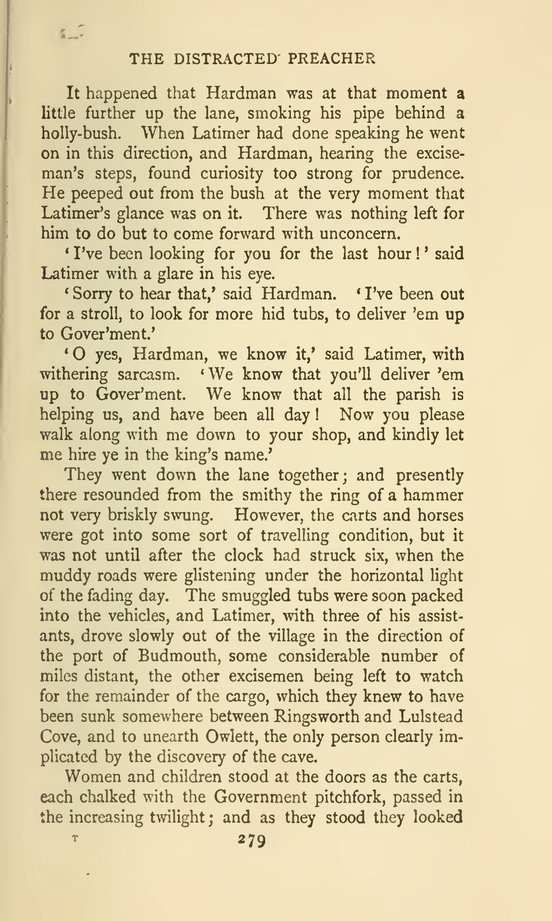 THE DISTRACTED PREACHER
It happened that Hardman was at that moment a
little further up the lane, smoking his pipe behind a
holly-bush. When Latimer had done speaking he went
on in this direction, and Hardman, hearing the excise-
man's steps, found curiosity too strong for prudence.
He peeped out from the bush at the very moment that
Latimer's glance was on it. There was nothing left for
him to do but to come forward with unconcern.
‘I've been looking for you for the last hour!’ said
Latimer with a glare in his eye.
‘Sorry to hear that,’ said Hardman. ‘I've been out
for a stroll, to look for more hid tubs, to deliver 'em up
to Gover'ment.’
‘O yes, Hardman, we know it,’ said Latimer, with
withering sarcasm. ‘We know that you'll deliver 'em
up to Gover'ment. We know that all the parish is
helping us, and have been all day! Now you please
walk along with me down to your shop, and kindly let
me hire ye in the king's name.’
They went down the lane together; and presently
there resounded from the smithy the ring of a hammer
not very briskly swung. However, the carts and horses
were got into some sort of travelling condition, but it
was not until after the clock had struck six, when the
muddy roads were glistening under the horizontal light
of the fading day. The smuggled tubs were soon packed
into the vehicles, and Latimer, with three of his assist-
ants, drove slowly out of the village in the direction of
the port of Budmouth, some considerable number of
miles distant, the other excisemen being left to watch
for the remainder of the cargo, which they knew to have
been sunk somewhere between Ringsworth and Lulstead
Cove, and to unearth Owlett, the only person clearly im-
plicated by the discovery of the cave.
Women and children stood at the doors as the carts,
each chalked with the Government pitchfork, passed in
the increasing twilight; and as they stood they looked
T
279